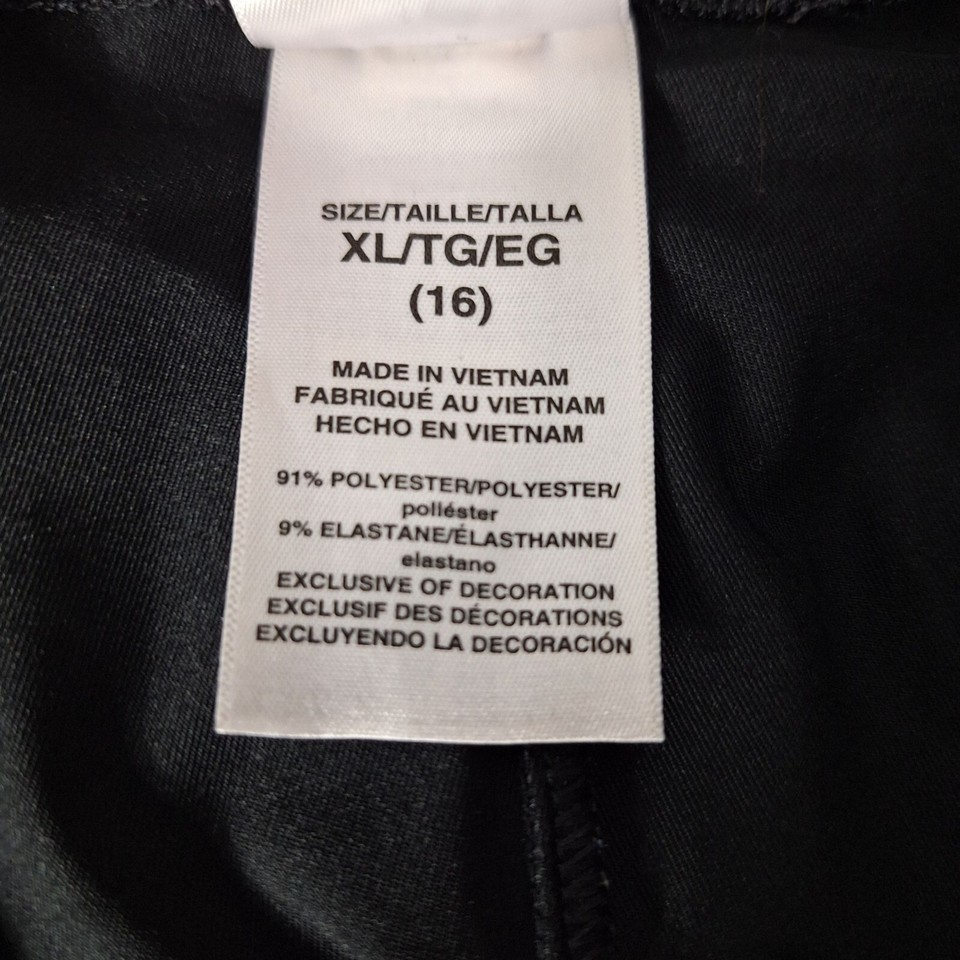 SIZE/TAILLE/TALLA
XL/TG/EG
(16)
MADE IN VIETNAM
FABRIQUÉ AU VIETNAM
HECHO EN VIETNAM
91% POLYESTER/POLYESTER/
poliéster
9% ELASTANE/ÉLASTHANNE/
elastano
EXCLUSIVE OF DECORATION
EXCLUSIF DES DÉCORATIONS
EXCLUYENDO LA DECORACIÓN